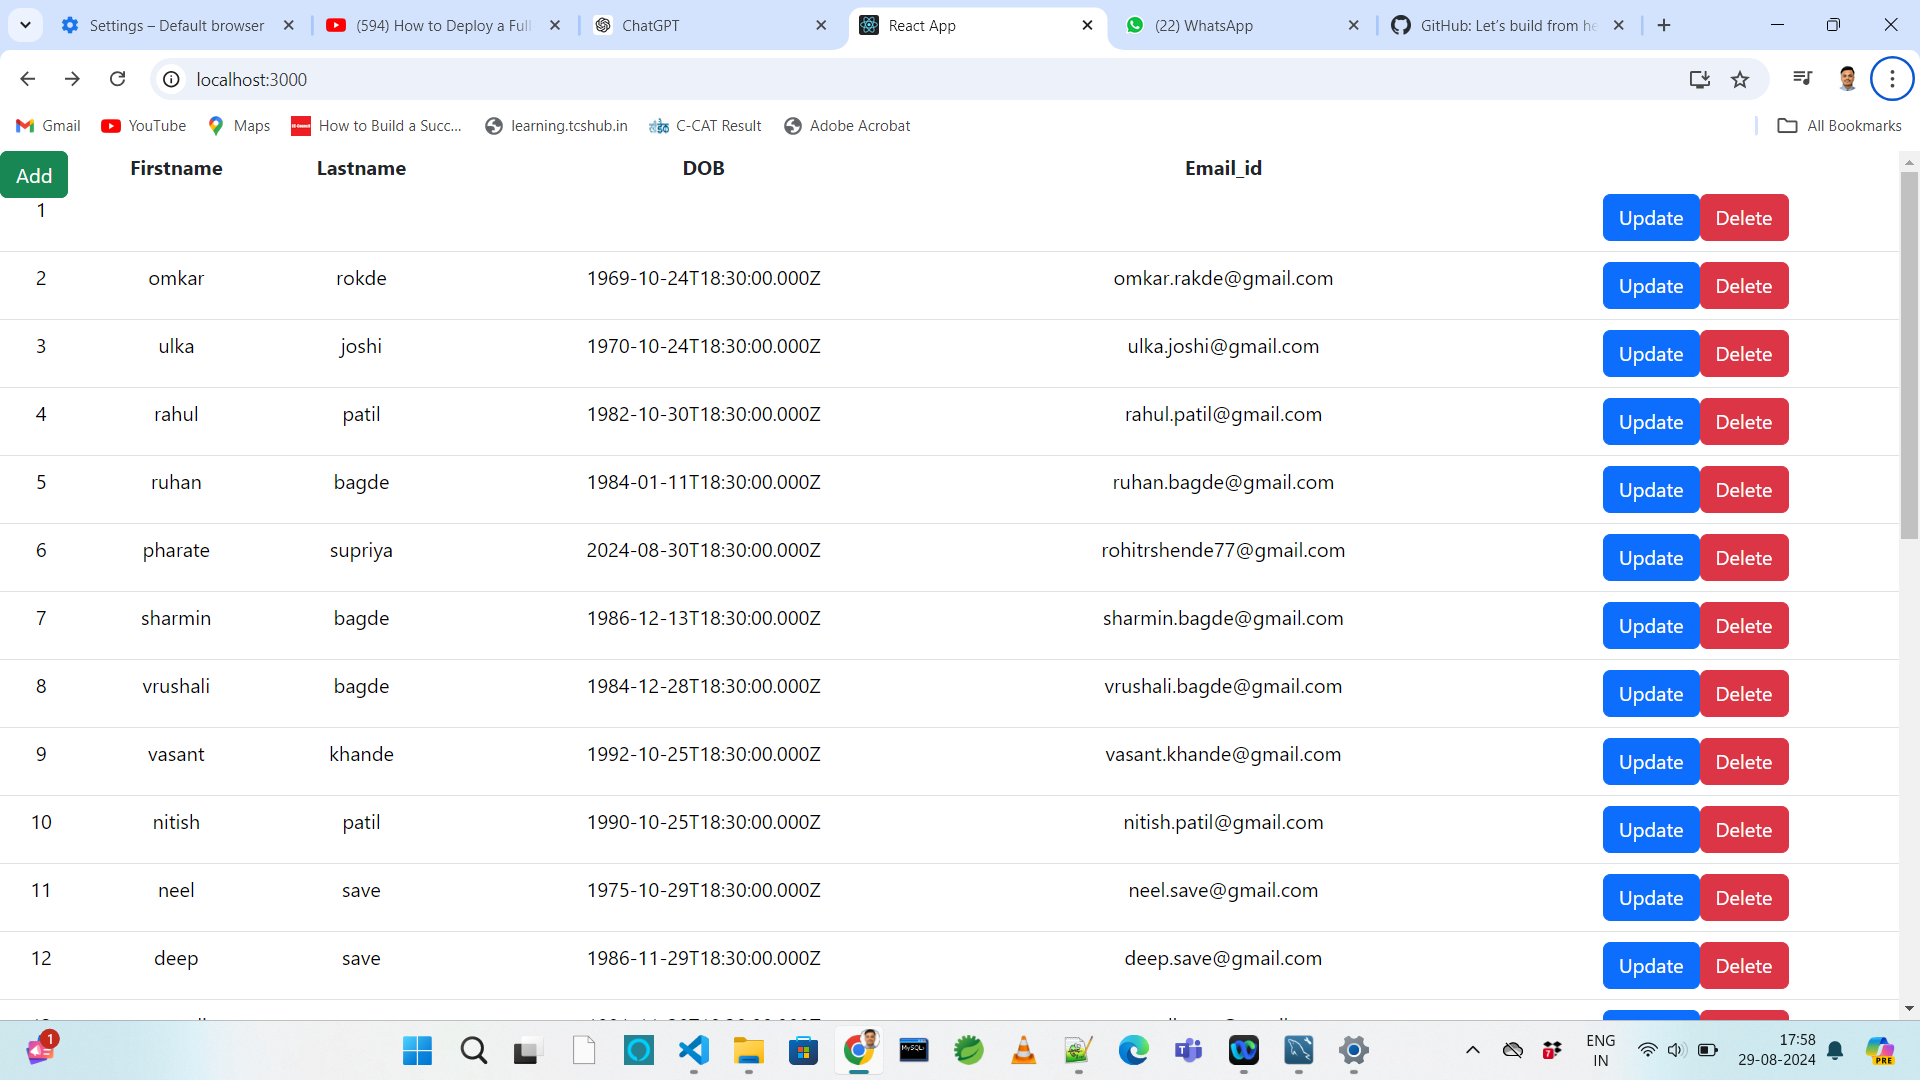 Settings – Default browser
(594) How to Deploy a Full
ChatGPT
React App
(22) WhatsApp
GitHub: Let's build from he
localhost:3000
Gmail
YouTube
Maps
How to Build a Succ...
learning.tcshub.in
C-CAT Result
Adobe Acrobat
All Bookmarks
Add Firstname Lastname DOB Email_id
1 Update Delete
2 omkar rokde 1969-10-24T18:30:00.000Z omkar.rakde@gmail.com Update Delete
3 ulka joshi 1970-10-24T18:30:00.000Z ulka.joshi@gmail.com Update Delete
4 rahul patil 1982-10-30T18:30:00.000Z rahul.patil@gmail.com Update Delete
5 ruhan bagde 1984-01-11T18:30:00.000Z ruhan.bagde@gmail.com Update Delete
6 pharate supriya 2024-08-30T18:30:00.000Z rohitrshende77@gmail.com Update Delete
7 sharmin bagde 1986-12-13T18:30:00.000Z sharmin.bagde@gmail.com Update Delete
8 vrushali bagde 1984-12-28T18:30:00.000Z vrushali.bagde@gmail.com Update Delete
9 vasant khande 1992-10-25T18:30:00.000Z vasant.khande@gmail.com Update Delete
10 nitish patil 1990-10-25T18:30:00.000Z nitish.patil@gmail.com Update Delete
11 neel save 1975-10-29T18:30:00.000Z neel.save@gmail.com Update Delete
12 deep save 1986-11-29T18:30:00.000Z deep.save@gmail.com Update Delete
1
MySQL
7
ENG
IN
17:58
29-08-2024
PRE